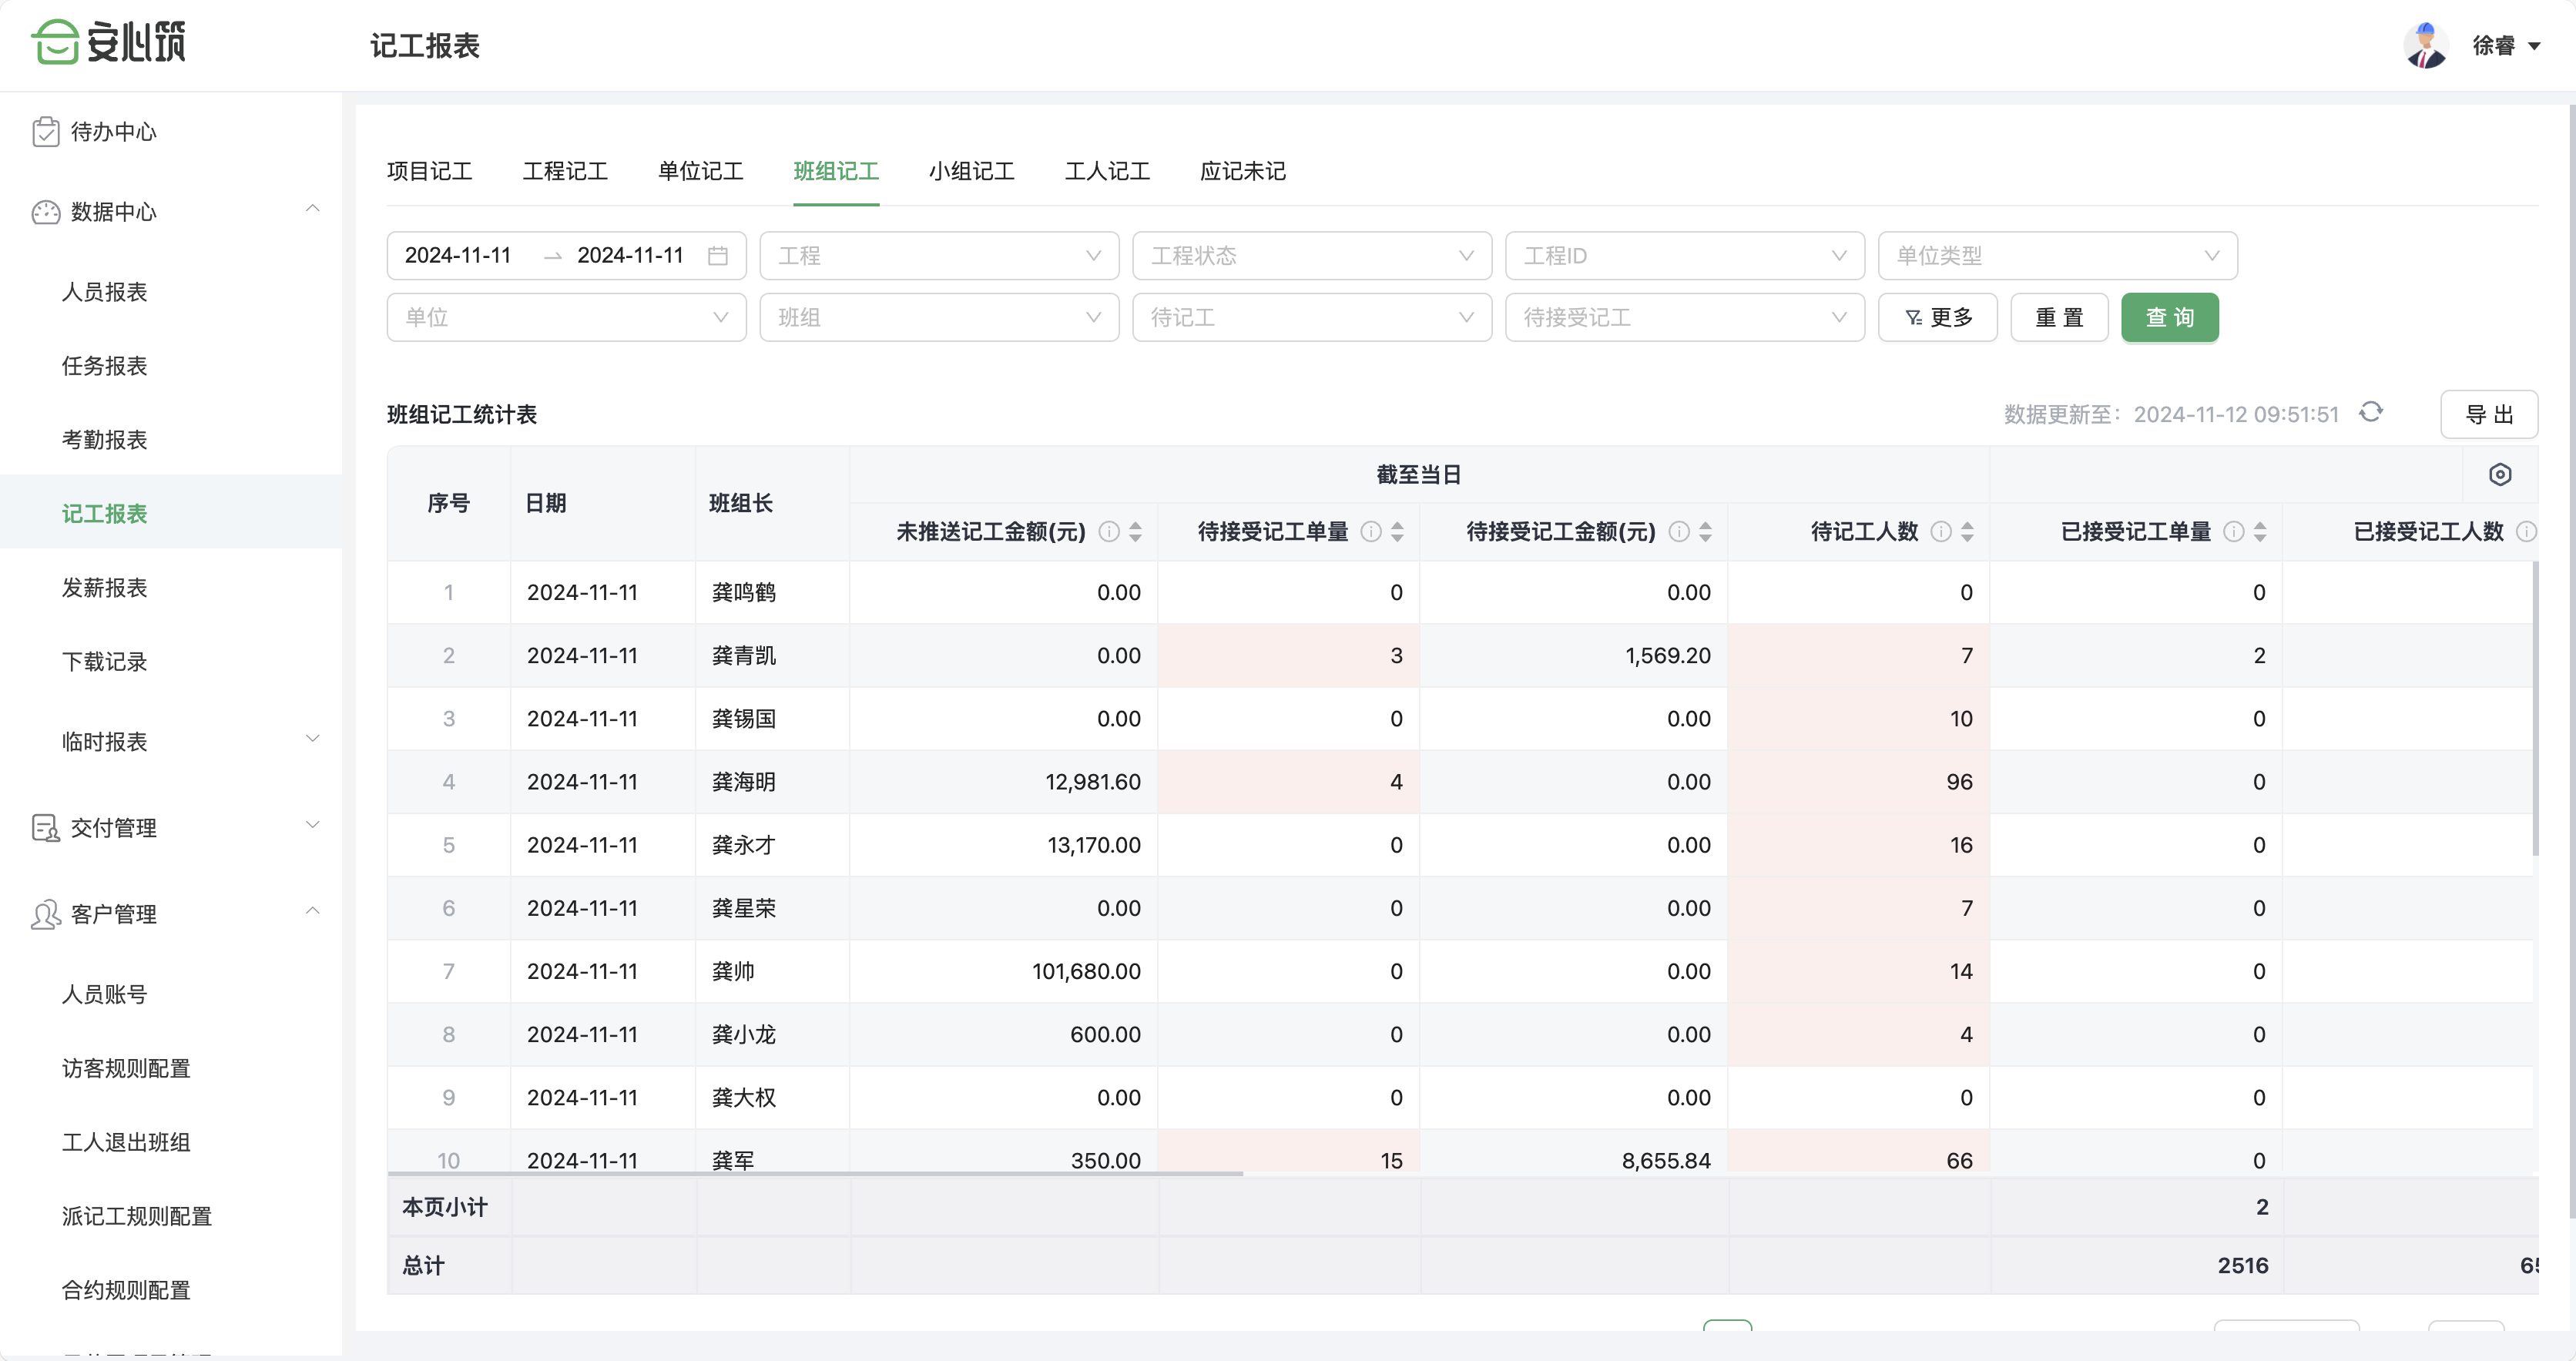 安心筑
记工报表
徐睿
待办中心
数据中心
人员报表
任务报表
考勤报表
记工报表
发薪报表
下载记录
临时报表
交付管理
客户管理
人员账号
访客规则配置
工人退出班组
派记工规则配置
合约规则配置
项目记工 工程记工 单位记工 班组记工 小组记工 工人记工 应记未记
2024-11-11 → 2024-11-11 工程 工程状态 工程ID 单位类型
单位 班组 待记工 待接受记工 更多 重 置 查 询
班组记工统计表 数据更新至：2024-11-12 09:51:51 导 出
截至当日
序号 日期 班组长 未推送记工金额(元) 待接受记工单量 待接受记工金额(元) 待记工人数 已接受记工单量 已接受记工人数
1 2024-11-11 龚鸣鹤 0.00 0 0.00 0 0
2 2024-11-11 龚青凯 0.00 3 1,569.20 7 2
3 2024-11-11 龚锡国 0.00 0 0.00 10 0
4 2024-11-11 龚海明 12,981.60 4 0.00 96 0
5 2024-11-11 龚永才 13,170.00 0 0.00 16 0
6 2024-11-11 龚星荣 0.00 0 0.00 7 0
7 2024-11-11 龚帅 101,680.00 0 0.00 14 0
8 2024-11-11 龚小龙 600.00 0 0.00 4 0
9 2024-11-11 龚大权 0.00 0 0.00 0 0
10 2024-11-11 龚军 350.00 15 8,655.84 66 0
本页小计 2
总计 2516